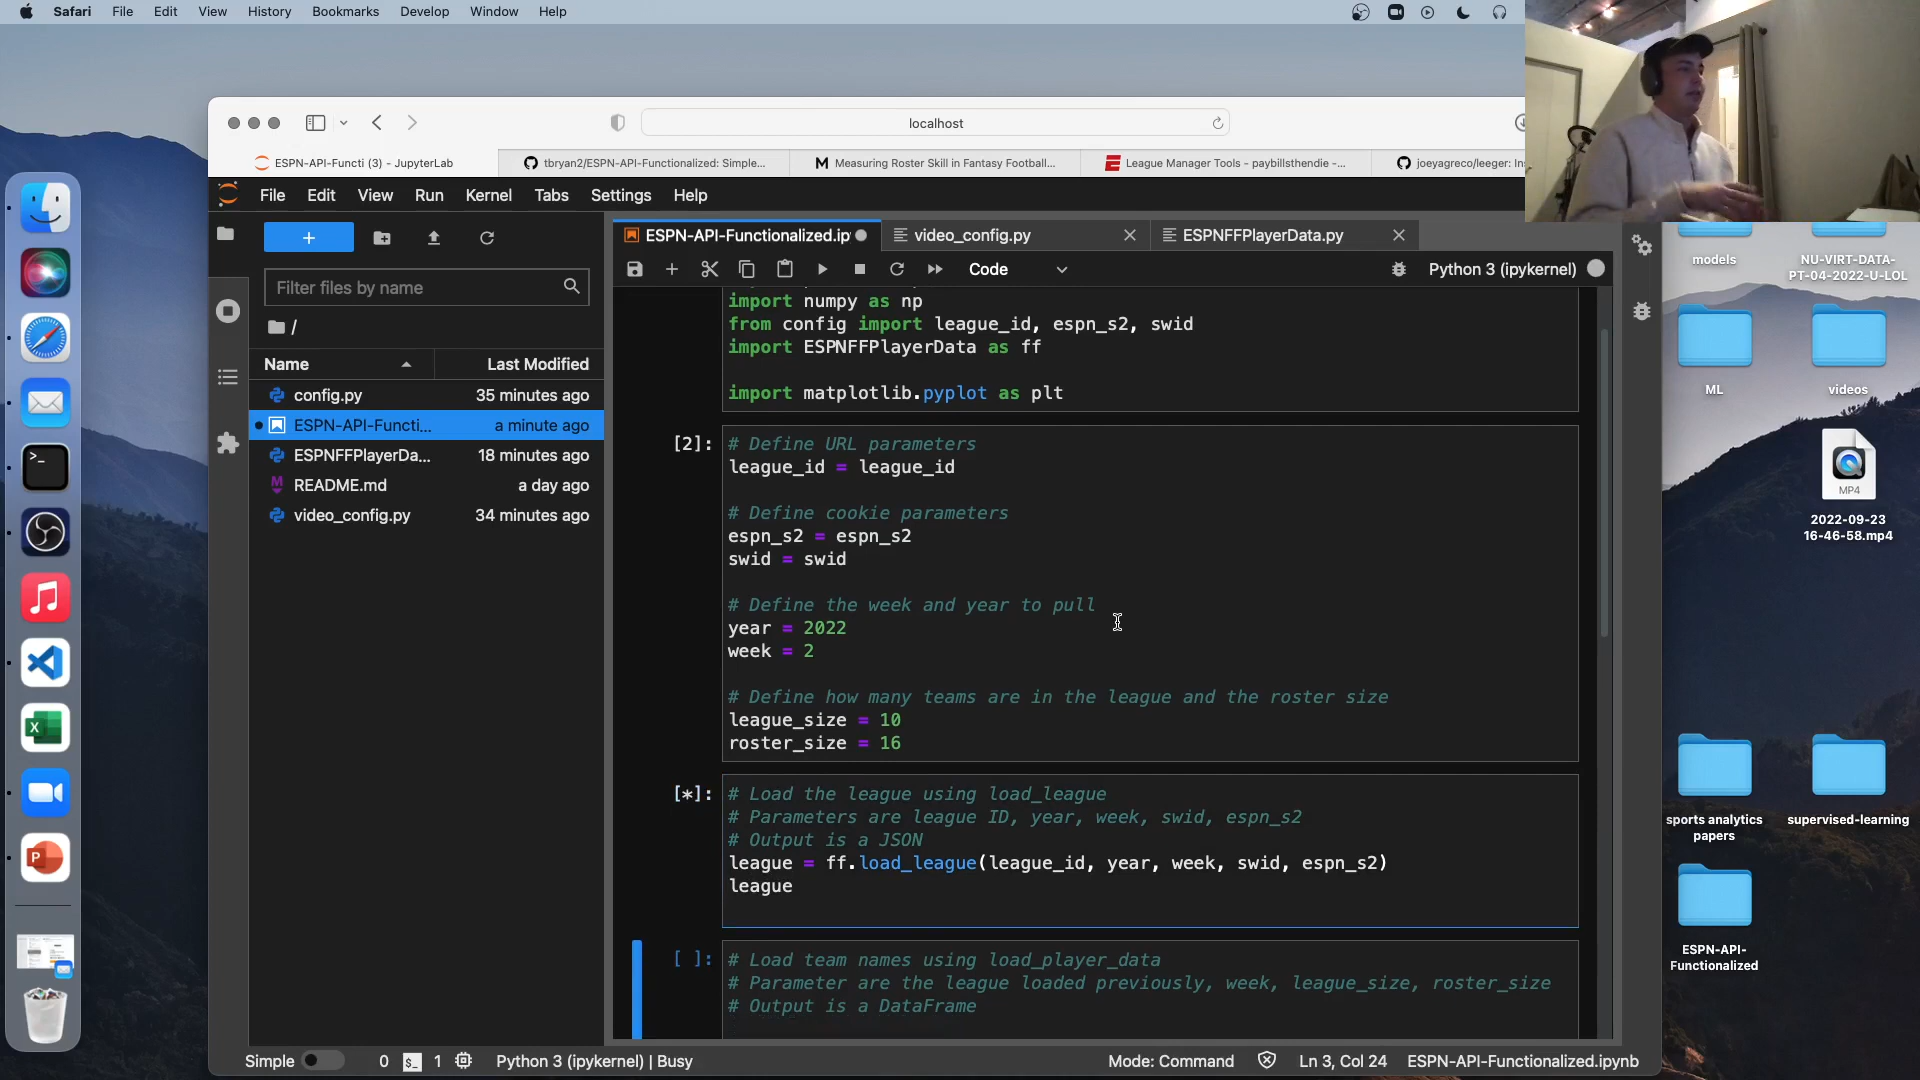 Safari File Edit View History Bookmarks Develop Window Help
localhost
ESPN-API-Functi (3) - JupyterLab
tbryan2/ESPN-API-Functionalized: Simple...
Measuring Roster Skill in Fantasy Football...
League Manager Tools - paybillsthendie -...
joeyagreco/leeger: Ins
File Edit View Run Kernel Tabs Settings Help
ESPN-API-Functionalized.ip
video_config.py
ESPNFFPlayerData.py
Code
Python 3 (ipykernel)
Filter files by name
/
Name Last Modified
config.py 35 minutes ago
ESPN-API-Functi... a minute ago
ESPNFFPlayerDa... 18 minutes ago
README.md a day ago
video_config.py 34 minutes ago
import numpy as np
from config import league_id, espn_s2, swid
import ESPNFFPlayerData as ff
import matplotlib.pyplot as plt
[2]: # Define URL parameters
league_id = league_id
# Define cookie parameters
espn_s2 = espn_s2
swid = swid
# Define the week and year to pull
year = 2022
week = 2
# Define how many teams are in the league and the roster size
league_size = 10
roster_size = 16
[*]: # Load the league using load_league
# Parameters are league ID, year, week, swid, espn_s2
# Output is a JSON
league = ff.load_league(league_id, year, week, swid, espn_s2)
league
[ ]: # Load team names using load_player_data
# Parameter are the league loaded previously, week, league_size, roster_size
# Output is a DataFrame
Simple 0 1 Python 3 (ipykernel) | Busy
Mode: Command Ln 3, Col 24 ESPN-API-Functionalized.ipynb
models
NU-VIRT-DATA-
PT-04-2022-U-LOL
ML
videos
MP4
2022-09-23
16-46-58.mp4
sports analytics
papers
supervised-learning
ESPN-API-
Functionalized